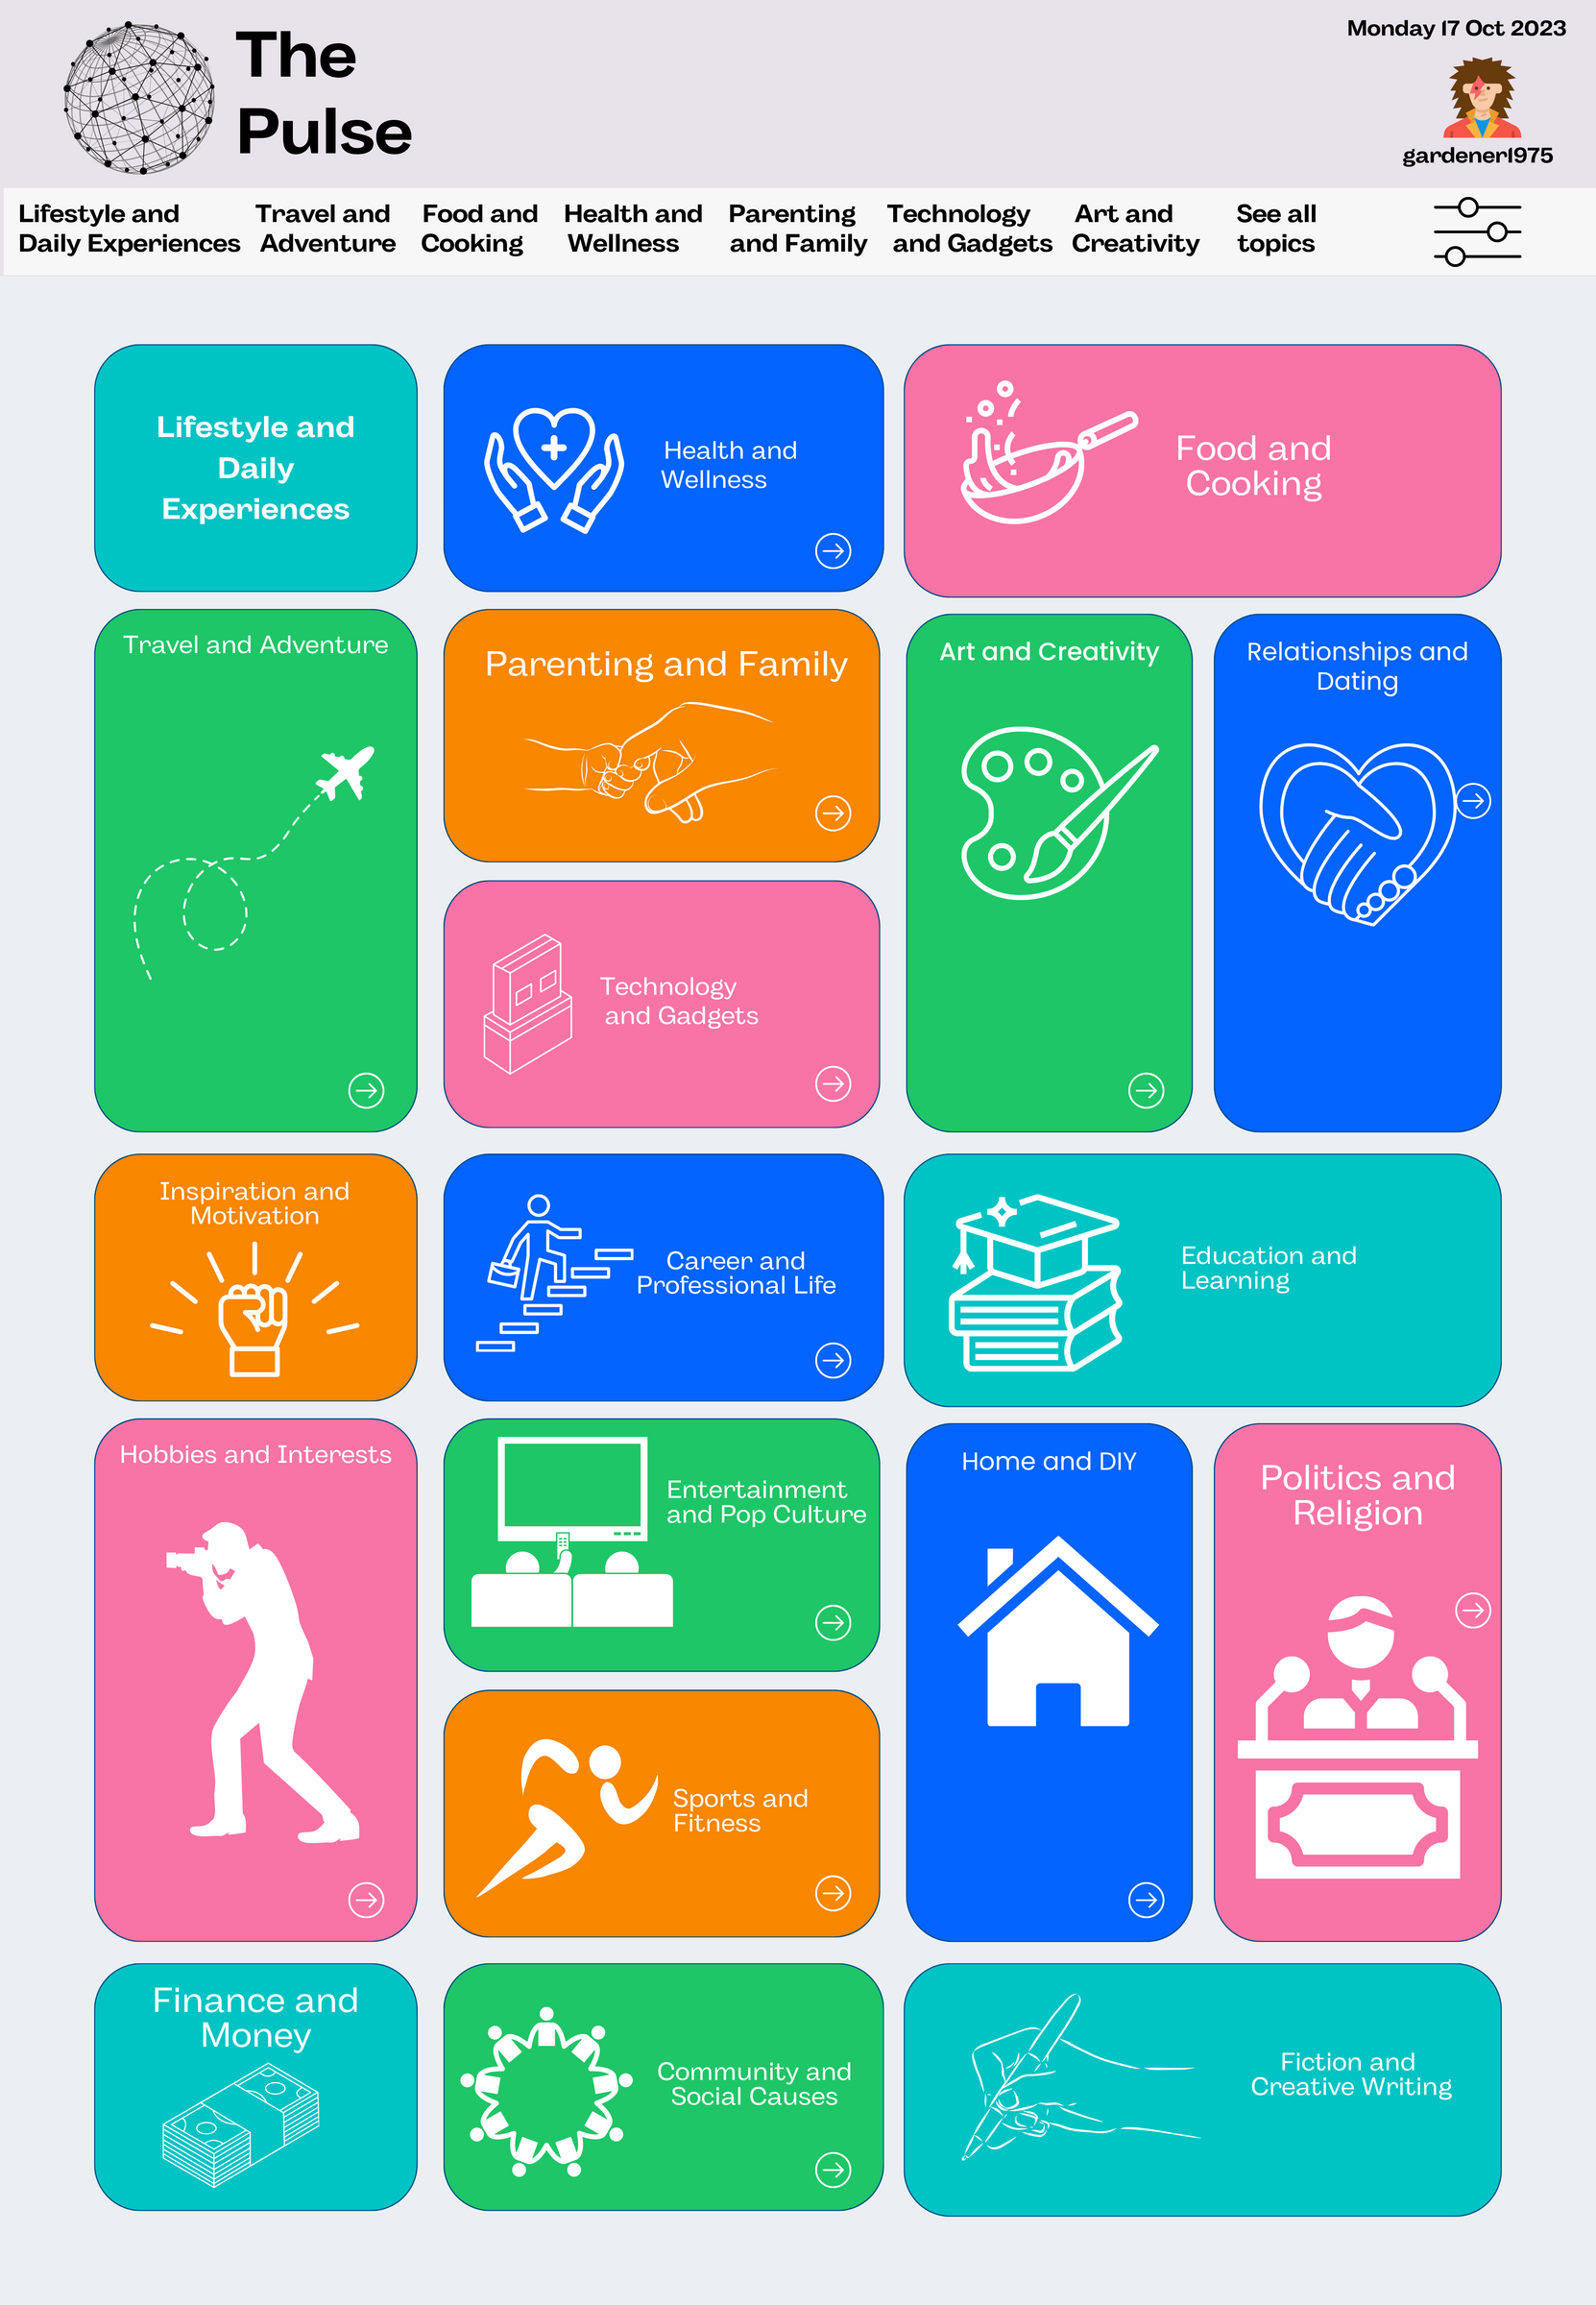 The
Pulse
Monday 17 Oct 2023
gardener1975
Lifestyle and
Daily Experiences
Travel and
Adventure
Food and
Cooking
Health and
Wellness
Parenting
and Family
Technology
and Gadgets
Art and
Creativity
See all
topics
Lifestyle and
Daily
Experiences
Health and
Wellness
Food and
Cooking
Travel and Adventure
Parenting and Family
Art and Creativity
Relationships and
Dating
Technology
and Gadgets
Inspiration and
Motivation
Career and
Professional Life
Education and
Learning
Hobbies and Interests
Entertainment
and Pop Culture
Home and DIY
Politics and
Religion
Sports and
Fitness
Finance and
Money
Community and
Social Causes
Fiction and
Creative Writing